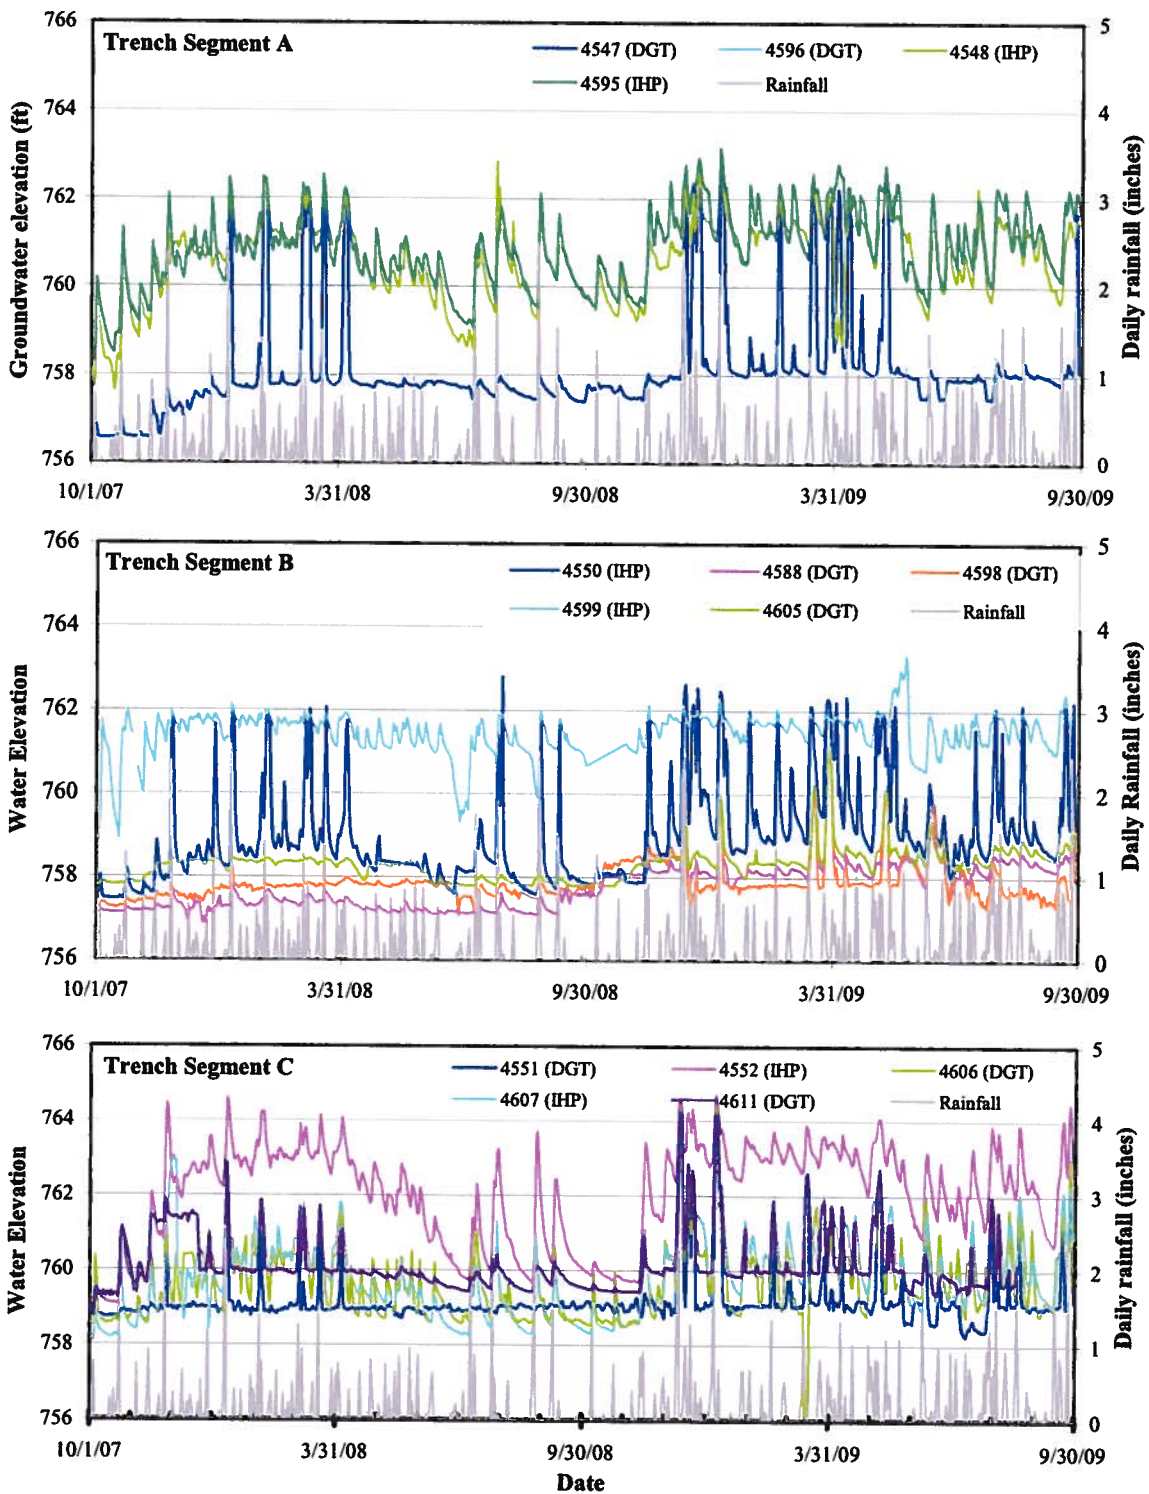 766
5
Trench Segment A
4547 (DGT) 4596 (DGT) 4548 (IHP)
4595 (IHP) Rainfall
764
4
762
3
760
2
758
1
756
0
Groundwater elevation (ft)
Daily rainfall (inches)
10/1/07 3/31/08 9/30/08 3/31/09 9/30/09
766
5
Trench Segment B
4550 (IHP) 4588 (DGT) 4598 (DGT)
4599 (IHP) 4605 (DGT) Rainfall
764
4
762
3
760
2
758
1
756
0
Water Elevation
Daily Rainfall (inches)
10/1/07 3/31/08 9/30/08 3/31/09 9/30/09
766
5
Trench Segment C
4551 (DGT) 4552 (IHP) 4606 (DGT)
4607 (IHP) 4611 (DGT) Rainfall
764
4
762
3
760
2
758
1
756
0
Water Elevation
Daily rainfall (inches)
10/1/07 3/31/08 9/30/08 3/31/09 9/30/09
Date